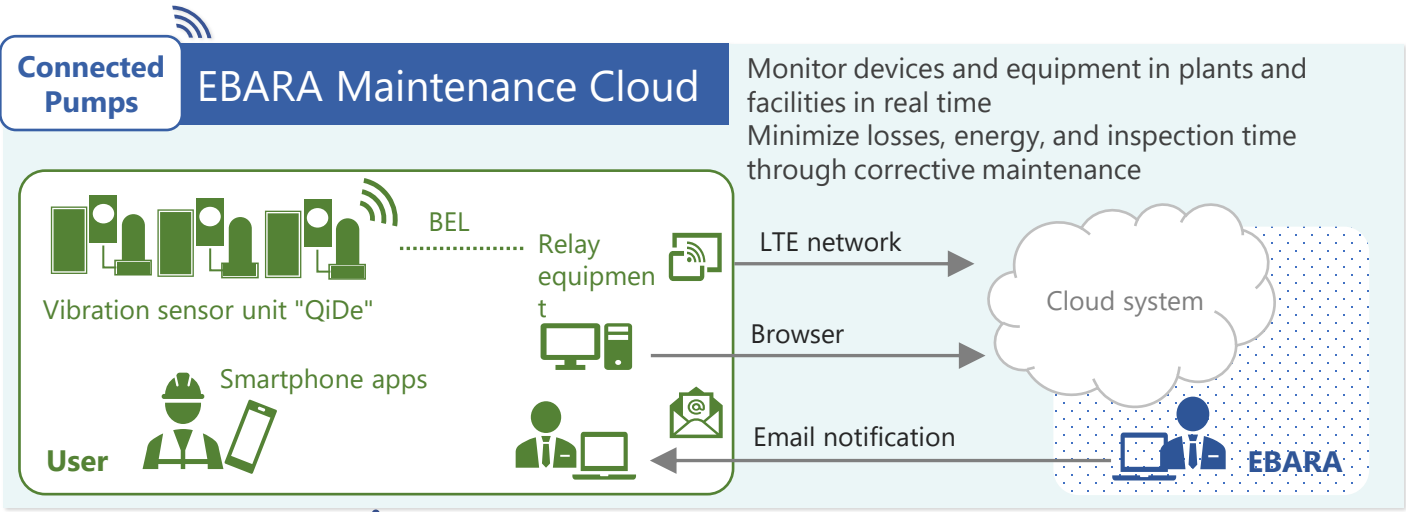 Connected
Pumps
EBARA Maintenance Cloud
Monitor devices and equipment in plants and
facilities in real time
Minimize losses, energy, and inspection time
through corrective maintenance
BEL
Relay
equipmen
t
Vibration sensor unit "QiDe"
Smartphone apps
User
LTE network
Browser
Email notification
Cloud system
EBARA
@